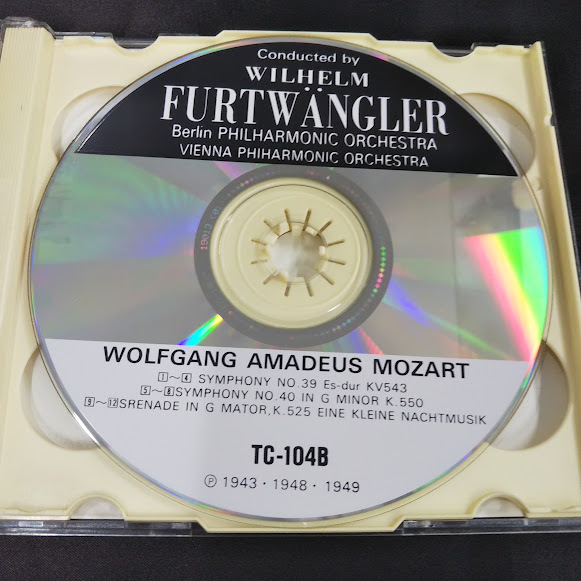 Conducted by
WILHELM
FURTWÄNGLER
Berlin PHILHARMONIC ORCHESTRA
VIENNA PHIHARMONIC ORCHESTRA
WOLFGANG AMADEUS MOZART
1~4 SYMPHONY NO.39 Es-dur KV543
5~8 SYMPHONY NO.40 IN G MINOR K.550
9~12 SRENADE IN G MATOR,K.525 EINE KLEINE NACHTMUSIK
TC-104B
Ⓟ 1943・1948・1949